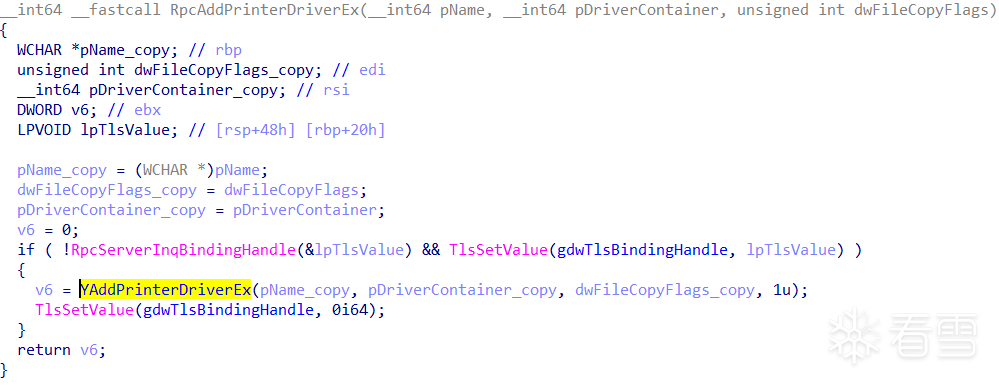 __int64 __fastcall RpcAddPrinterDriverEx(__int64 pName, __int64 pDriverContainer, unsigned int dwFileCopyFlags)
{
  WCHAR *pName_copy; // rbp
  unsigned int dwFileCopyFlags_copy; // edi
  __int64 pDriverContainer_copy; // rsi
  DWORD v6; // ebx
  LPVOID lpTlsValue; // [rsp+48h] [rbp+20h]

  pName_copy = (WCHAR *)pName;
  dwFileCopyFlags_copy = dwFileCopyFlags;
  pDriverContainer_copy = pDriverContainer;
  v6 = 0;
  if ( !RpcServerInqBindingHandle(&lpTlsValue) && TlsSetValue(gdwTlsBindingHandle, lpTlsValue) )
  {
    v6 = YAddPrinterDriverEx(pName_copy, pDriverContainer_copy, dwFileCopyFlags_copy, 1u);
    TlsSetValue(gdwTlsBindingHandle, 0i64);
  }
  return v6;
}
看雪